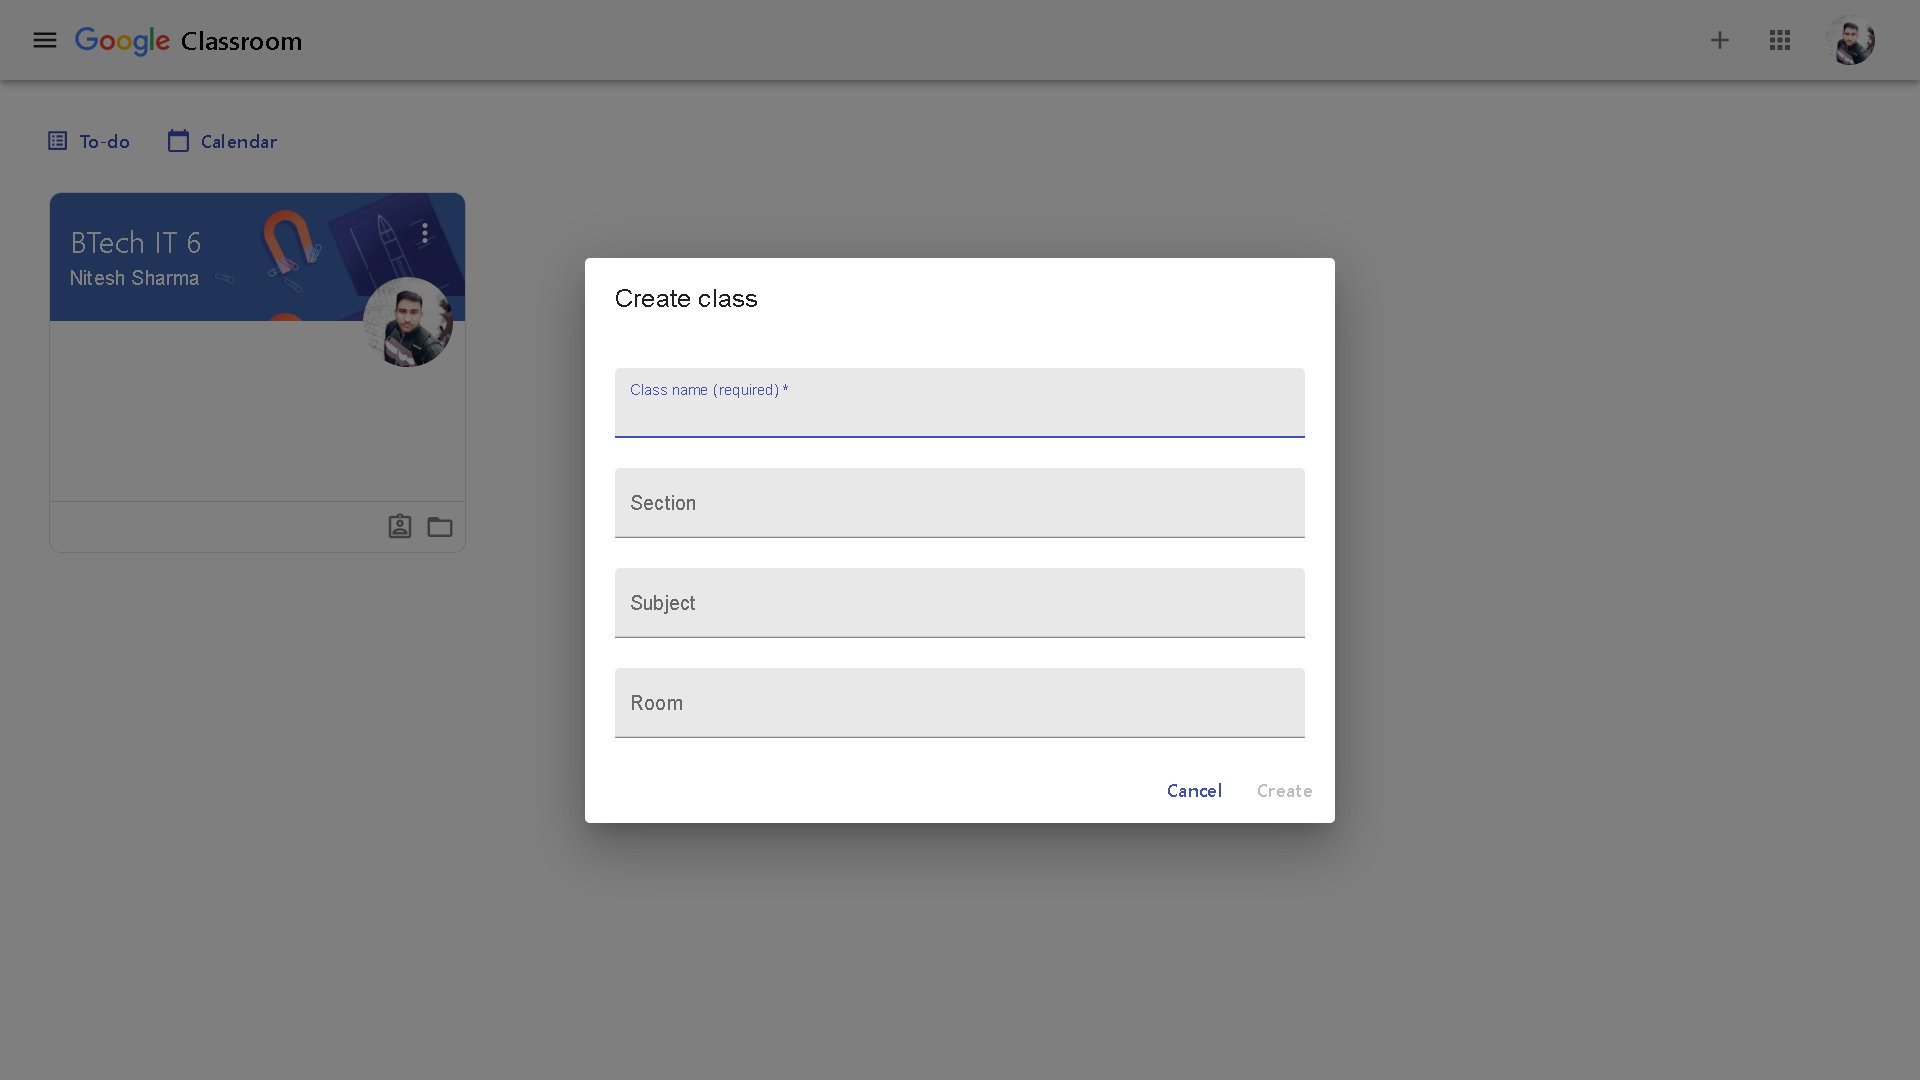 Google Classroom
To-do
Calendar
BTech IT 6
Nitesh Sharma
Create class
Class name (required) *
Section
Subject
Room
Cancel
Create